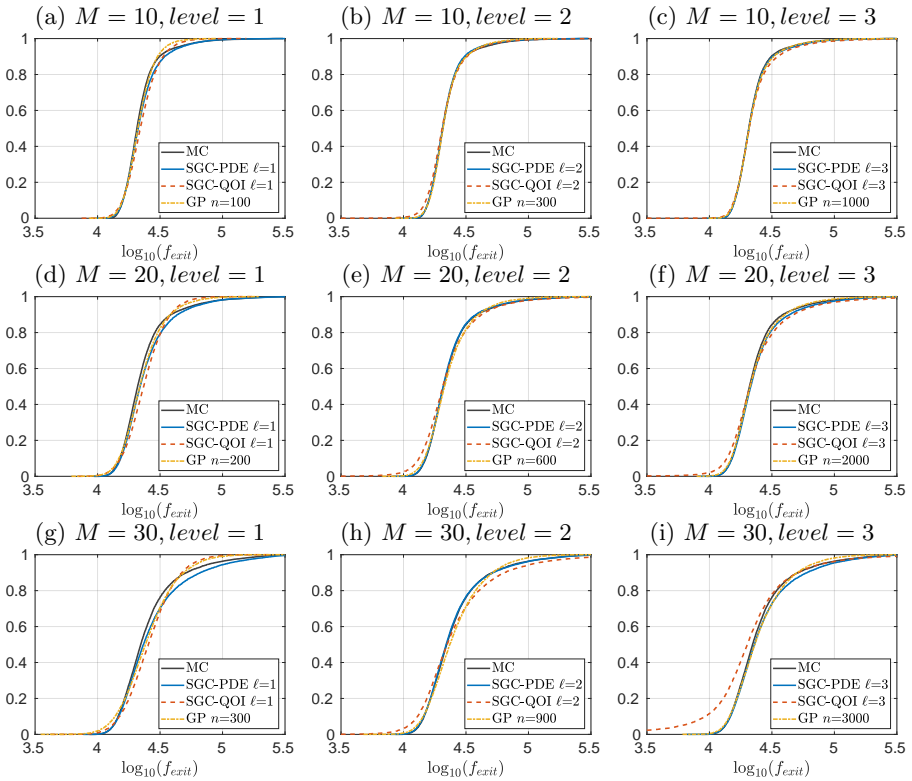 (a) M = 10, level = 1
(b) M = 10, level = 2
(c) M = 10, level = 3
1
0.8
0.6
0.4
0.2
0
MC
SGC-PDE ℓ=1
SGC-QOI ℓ=1
GP n=100
3.5 4 4.5 5 5.5
log10(f_exit)
1
0.8
0.6
0.4
0.2
0
MC
SGC-PDE ℓ=2
SGC-QOI ℓ=2
GP n=300
3.5 4 4.5 5 5.5
log10(f_exit)
1
0.8
0.6
0.4
0.2
0
MC
SGC-PDE ℓ=3
SGC-QOI ℓ=3
GP n=1000
3.5 4 4.5 5 5.5
log10(f_exit)
(d) M = 20, level = 1
(e) M = 20, level = 2
(f) M = 20, level = 3
1
0.8
0.6
0.4
0.2
0
MC
SGC-PDE ℓ=1
SGC-QOI ℓ=1
GP n=200
3.5 4 4.5 5 5.5
log10(f_exit)
1
0.8
0.6
0.4
0.2
0
MC
SGC-PDE ℓ=2
SGC-QOI ℓ=2
GP n=600
3.5 4 4.5 5 5.5
log10(f_exit)
1
0.8
0.6
0.4
0.2
0
MC
SGC-PDE ℓ=3
SGC-QOI ℓ=3
GP n=2000
3.5 4 4.5 5 5.5
log10(f_exit)
(g) M = 30, level = 1
(h) M = 30, level = 2
(i) M = 30, level = 3
1
0.8
0.6
0.4
0.2
0
MC
SGC-PDE ℓ=1
SGC-QOI ℓ=1
GP n=300
3.5 4 4.5 5 5.5
log10(f_exit)
1
0.8
0.6
0.4
0.2
0
MC
SGC-PDE ℓ=2
SGC-QOI ℓ=2
GP n=900
3.5 4 4.5 5 5.5
log10(f_exit)
1
0.8
0.6
0.4
0.2
0
MC
SGC-PDE ℓ=3
SGC-QOI ℓ=3
GP n=3000
3.5 4 4.5 5 5.5
log10(f_exit)